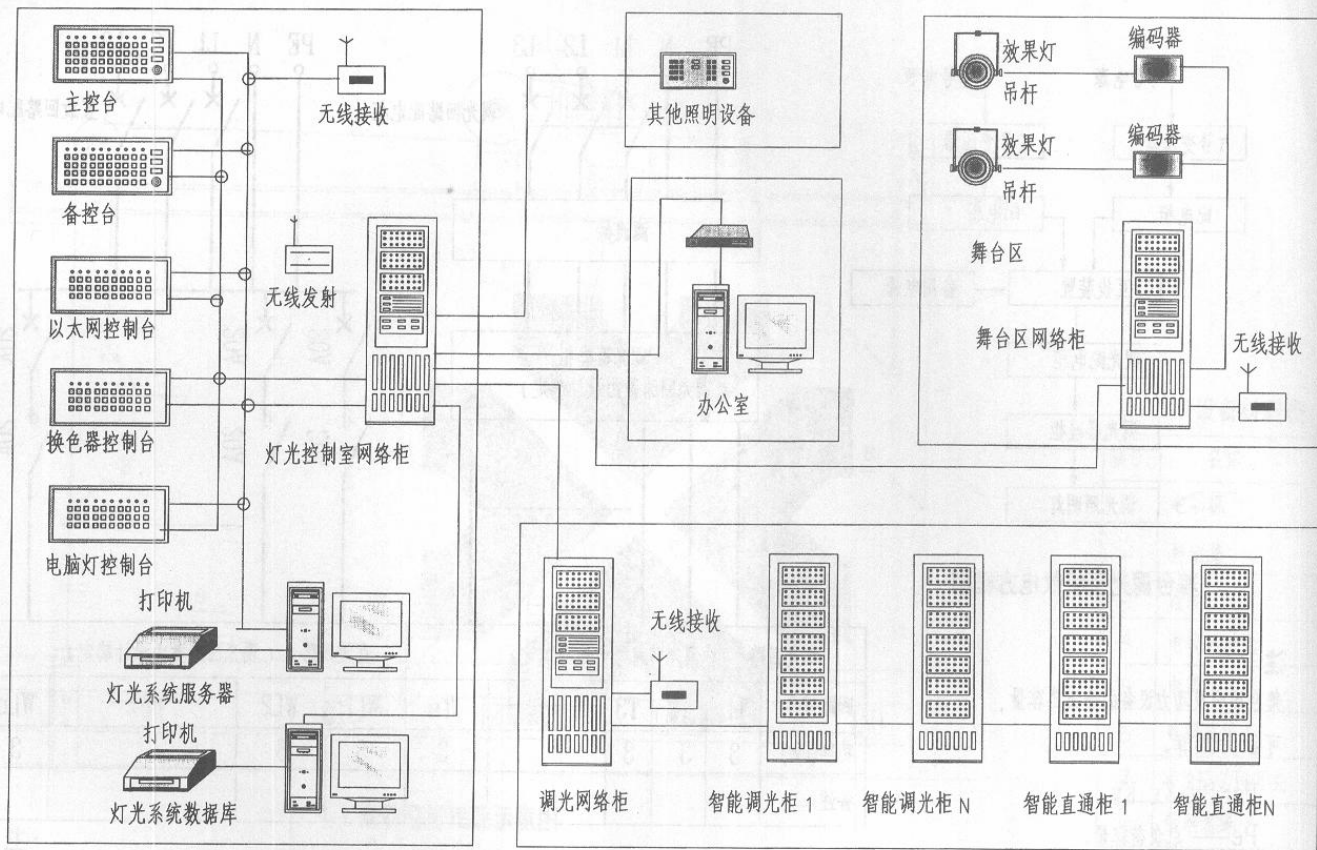 主控台
无线接收
备控台
无线发射
以太网控制台
换色器控制台
灯光控制室网络柜
电脑灯控制台
打印机
灯光系统服务器
打印机
灯光系统数据库
其他照明设备
办公室
效果灯
吊杆
编码器
效果灯
吊杆
编码器
舞台区
舞台区网络柜
无线接收
无线接收
调光网络柜
智能调光柜 1
智能调光柜 N
智能直通柜 1
智能直通柜N